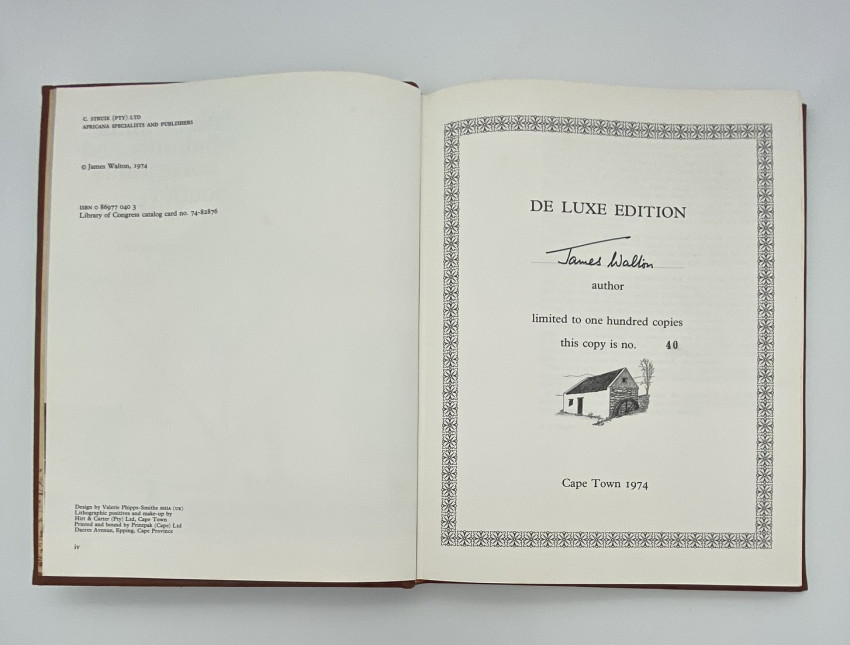 C. STRUIK (PTY) LTD
AFRICANA SPECIALISTS AND PUBLISHERS
© James Walton, 1974
ISBN 0 86977 040 3
Library of Congress catalog card no. 74-82876
Design by Valerie Phipps-Smithe MSIA (UK)
Lithographic positives and make-up by
Hirt & Carter (Pty) Ltd, Cape Town
Printed and bound by Printpak (Cape) Ltd
Dacres Avenue, Epping, Cape Province
iv
DE LUXE EDITION
James Walton
author
limited to one hundred copies
this copy is no. 40
Cape Town 1974